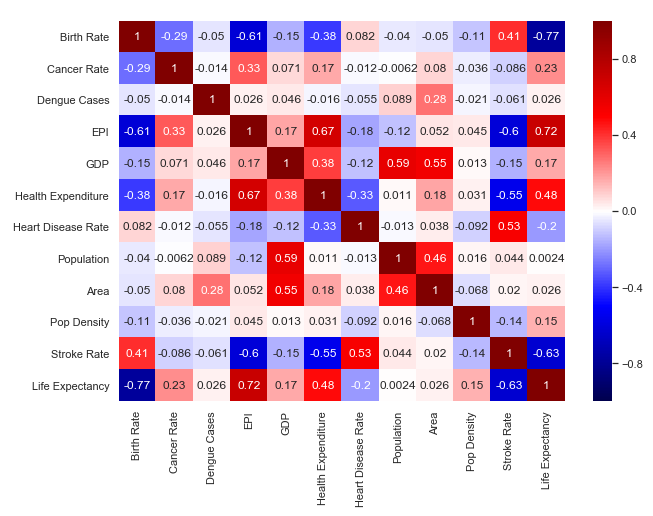 Birth Rate 1 -0.29 -0.05 -0.61 -0.38 -0.15 0.082 -0.04 -0.05 -0.11 0.41 -0.77
Cancer Rate -0.29 1 -0.014 0.33 0.071 0.17 -0.012 -0.0062 0.08 -0.036 -0.086 0.23
Dengue Cases -0.05 -0.014 1 0.026 0.046 -0.016 -0.055 0.089 0.28 -0.021 -0.061 0.026
EPI -0.61 0.33 0.026 1 0.17 0.67 -0.18 -0.12 0.052 0.045 -0.6 0.72
GDP -0.15 0.071 0.046 0.17 1 0.38 -0.12 0.59 0.55 0.013 -0.15 0.17
Health Expenditure -0.38 0.17 -0.016 0.67 0.38 1 -0.33 0.011 0.18 0.031 -0.55 0.48
Heart Disease Rate 0.082 -0.012 -0.055 -0.18 -0.12 -0.33 1 -0.013 0.038 -0.092 0.53 -0.2
Population -0.04 -0.0062 0.089 -0.12 0.59 0.011 -0.013 1 0.46 0.016 0.044 0.0024
Area -0.05 0.08 0.28 0.052 0.55 0.18 0.038 0.46 1 -0.068 0.02 0.026
Pop Density -0.11 -0.036 -0.021 0.045 0.013 0.031 -0.092 0.016 -0.068 1 -0.14 0.15
Stroke Rate 0.41 -0.086 -0.061 -0.6 -0.15 -0.55 0.53 0.044 0.02 -0.14 1 -0.63
Life Expectancy -0.77 0.23 0.026 0.72 0.17 0.48 -0.2 0.0024 0.026 0.15 -0.63 1
Birth Rate
Cancer Rate
Dengue Cases
EPI
GDP
Health Expenditure
Heart Disease Rate
Population
Area
Pop Density
Stroke Rate
Life Expectancy
0.8
0.4
0.0
-0.4
-0.8